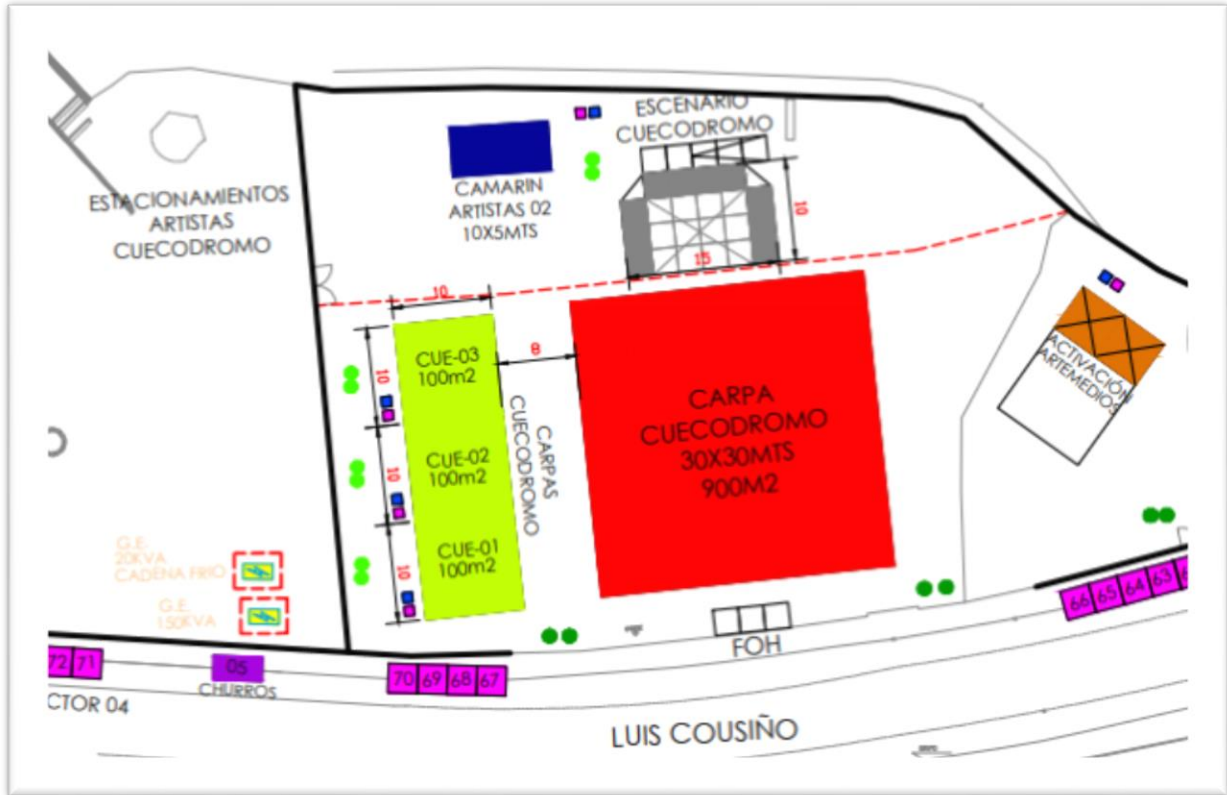 ESCENARIO
CUECODROMO
CAMARIN
ARTISTAS 02
10X5MTS
ESTACIONAMIENTOS
ARTISTAS
CUECODROMO
10
15
10
8
CUE-03
100m2
10
CUE-02
100m2
10
CUE-01
100m2
10
CARPAS
CUECODROMO
CARPA
CUECODROMO
30X30MTS
900M2
ACTIVACIÓN
ARTEMEDIOS
G.E.
20KVA
CADENA FRIO
G.E.
150KVA
72 71
05
CHURROS
70 69 68 67
FOH
66 65 64 63
CTOR 04
LUIS COUSIÑO